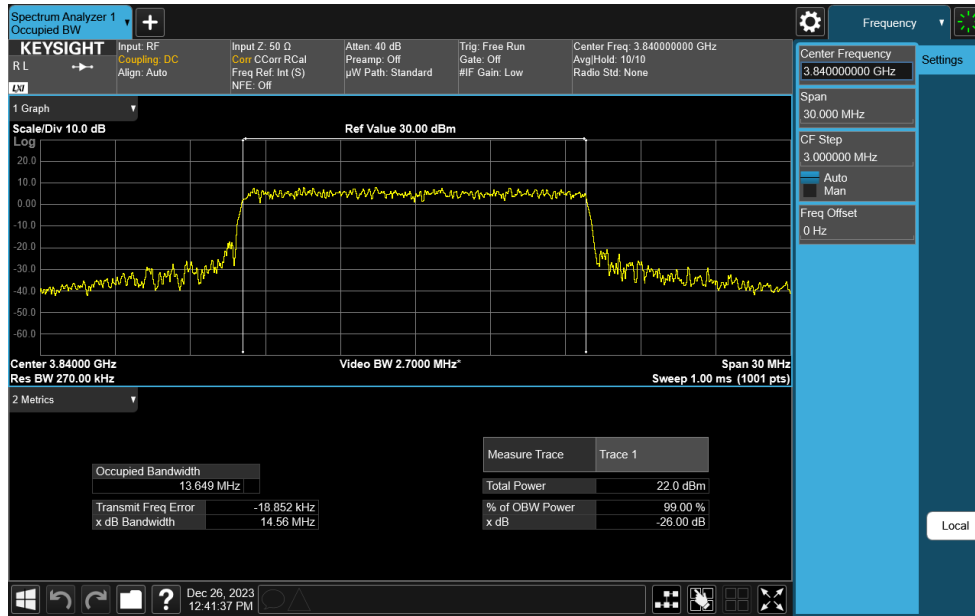 Spectrum Analyzer 1
Occupied BW
Frequency
KEYSIGHT
R L
LXI
Input: RF
Coupling: DC
Align: Auto
Input Z: 50 Ω
Corr CCorr RCal
Freq Ref: Int (S)
NFE: Off
Atten: 40 dB
Preamp: Off
µW Path: Standard
Trig: Free Run
Gate: Off
#IF Gain: Low
Center Freq: 3.840000000 GHz
Avg|Hold: 10/10
Radio Std: None
Center Frequency
3.840000000 GHz
Settings
Span
30.000 MHz
CF Step
3.000000 MHz
Auto
Man
Freq Offset
0 Hz
Local
1 Graph
Scale/Div 10.0 dB
Ref Value 30.00 dBm
Log
20.0
10.0
0.00
-10.0
-20.0
-30.0
-40.0
-50.0
-60.0
Center 3.84000 GHz
Video BW 2.7000 MHz*
Span 30 MHz
Res BW 270.00 kHz
Sweep 1.00 ms (1001 pts)
2 Metrics
Measure Trace
Trace 1
Occupied Bandwidth
13.649 MHz
Total Power
22.0 dBm
Transmit Freq Error
-18.852 kHz
% of OBW Power
99.00 %
x dB Bandwidth
14.56 MHz
x dB
-26.00 dB
?
Dec 26, 2023
12:41:37 PM